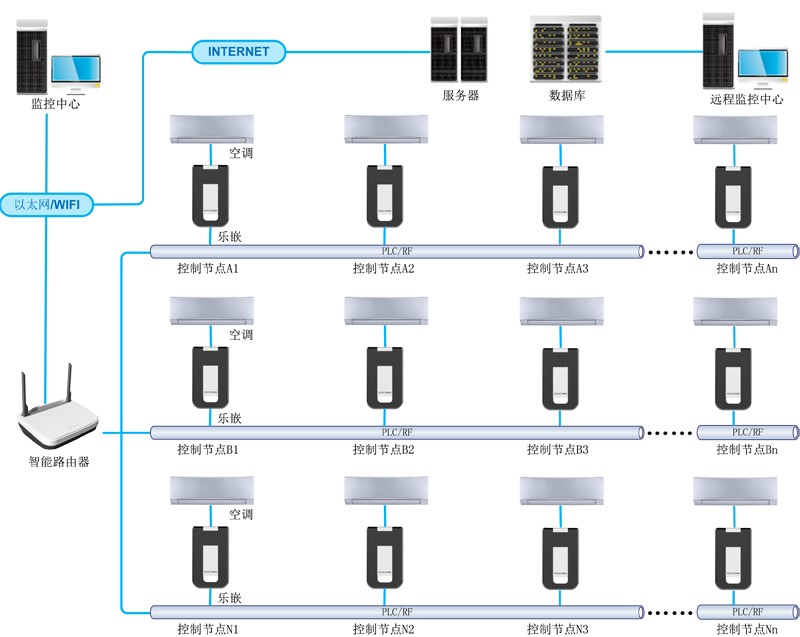 INTERNET
监控中心
服务器
数据库
远程监控中心
空调
以太网/WIFI
乐嵌
PLC/RF
PLC/RF
控制节点A1
控制节点A2
控制节点A3
控制节点An
空调
乐嵌
PLC/RF
PLC/RF
控制节点B1
控制节点B2
控制节点B3
控制节点Bn
智能路由器
空调
乐嵌
PLC/RF
PLC/RF
控制节点N1
控制节点N2
控制节点N3
控制节点Nn